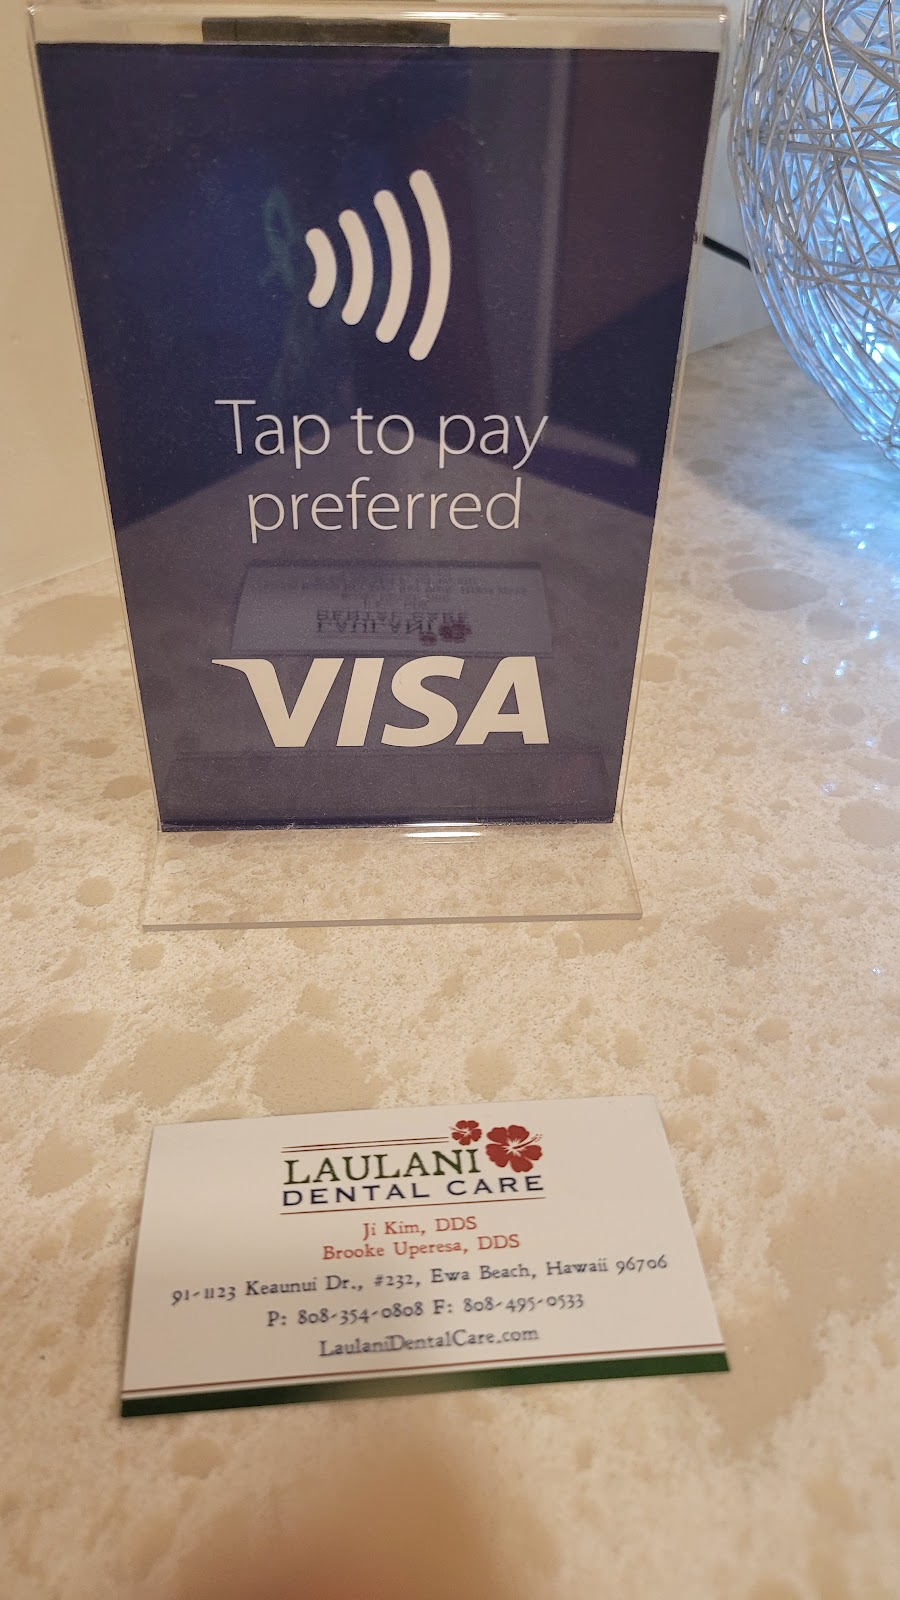 Tap to pay
preferred
VISA
LAULANI
DENTAL CARE
Ji Kim, DDS
Brooke Uperesa, DDS
91-1123 Keaunui Dr., #232, Ewa Beach, Hawaii 96706
P: 808-354-0808 F: 808-495-0533
LaulaniDentalCare.com